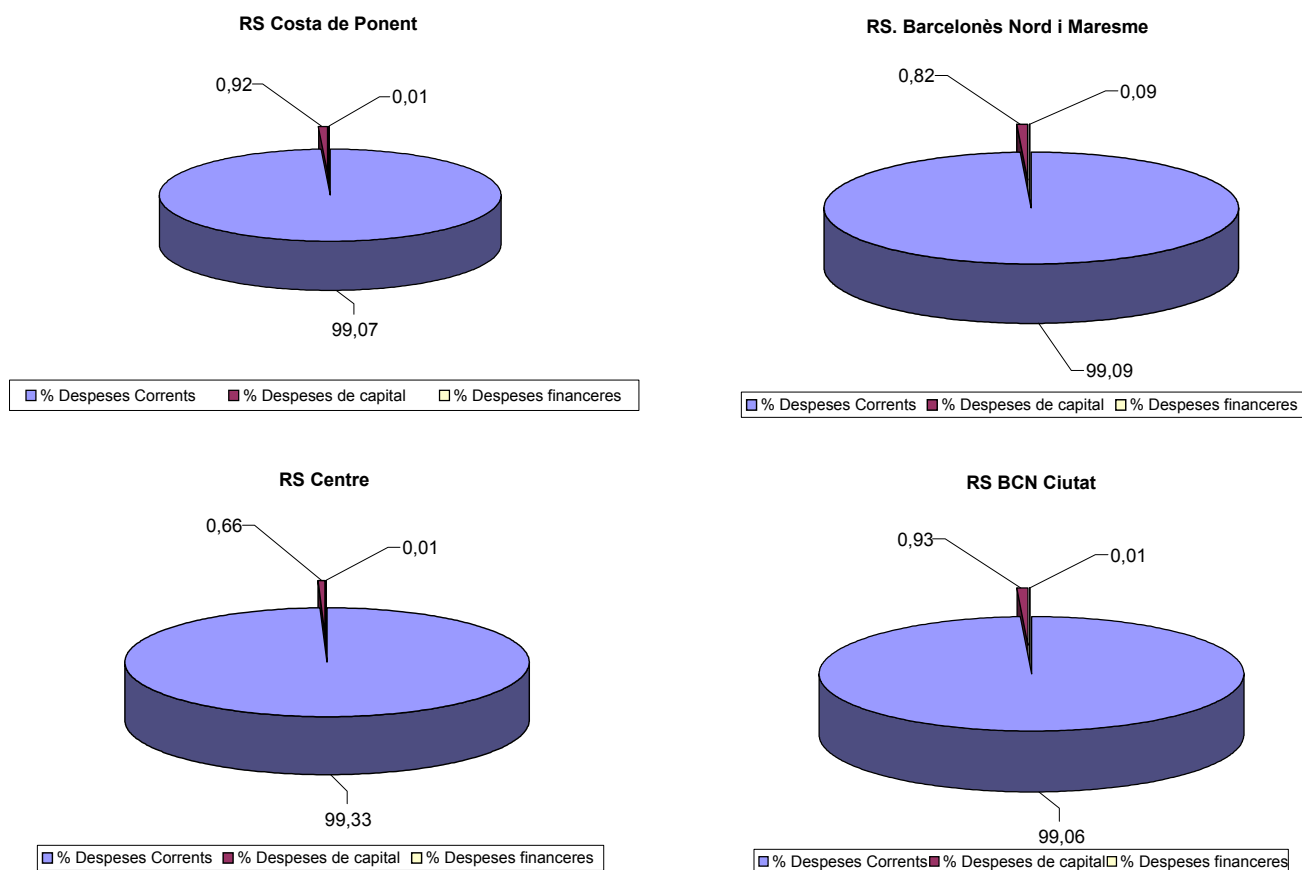 RS Costa de Ponent
0,92
0,01
99,07
% Despeses Corrents % Despeses de capital % Despeses financeres
RS. Barcelonès Nord i Maresme
0,82
0,09
99,09
% Despeses Corrents % Despeses de capital % Despeses financeres
RS Centre
0,66
0,01
99,33
% Despeses Corrents % Despeses de capital % Despeses financeres
RS BCN Ciutat
0,93
0,01
99,06
% Despeses Corrents % Despeses de capital % Despeses financeres